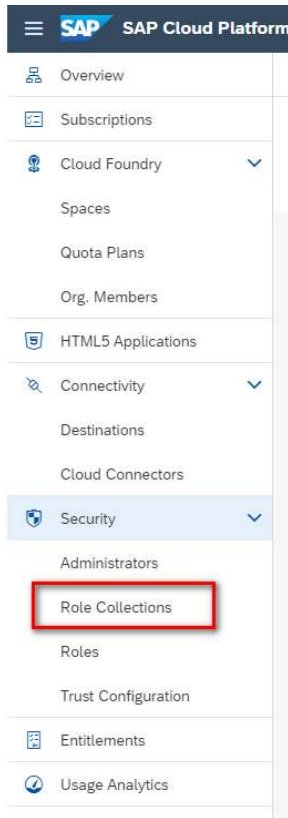 SAP SAP Cloud Platform
Overview
Subscriptions
Cloud Foundry
Spaces
Quota Plans
Org. Members
5 HTML5 Applications
Connectivity
Destinations
Cloud Connectors
Security
Administrators
Role Collections
Roles
Trust Configuration
Entitlements
Usage Analytics